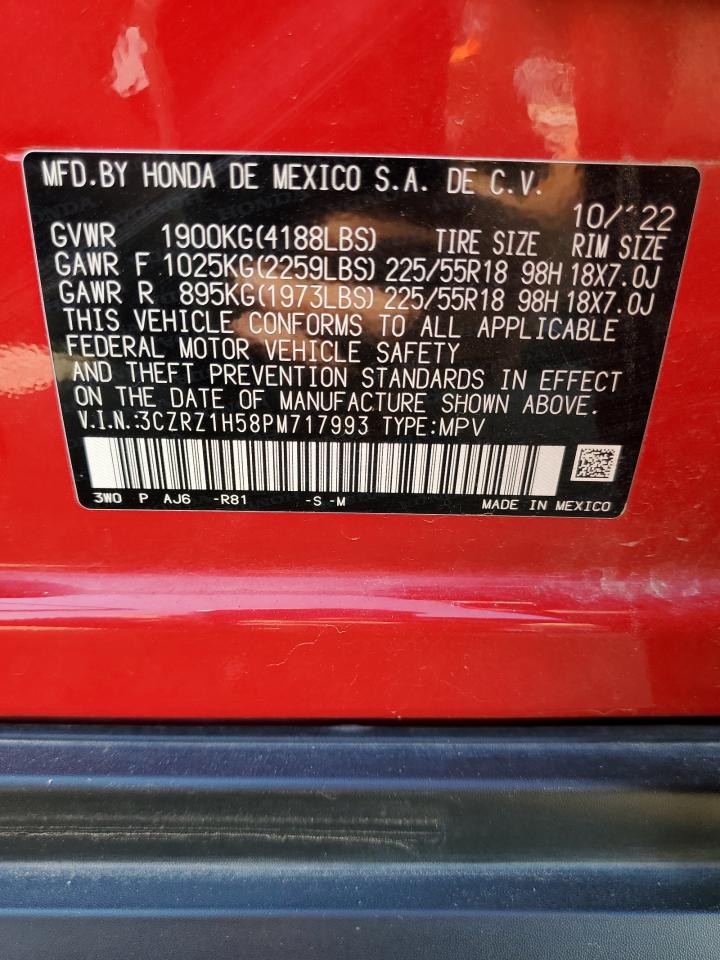 MFD.BY HONDA DE MEXICO S.A. DE C.V.
10/'22
GVWR 1900KG(4188LBS) TIRE SIZE RIM SIZE
GAWR F 1025KG(2259LBS) 225/55R18 98H 18X7.0J
GAWR R 895KG(1973LBS) 225/55R18 98H 18X7.0J
THIS VEHICLE CONFORMS TO ALL APPLICABLE
FEDERAL MOTOR VEHICLE SAFETY
AND THEFT PREVENTION STANDARDS IN EFFECT
ON THE DATE OF MANUFACTURE SHOWN ABOVE.
V.I.N.:3CZRZ1H58PM717993 TYPE:MPV
3W0 P AJ6 -R81 -S -M MADE IN MEXICO